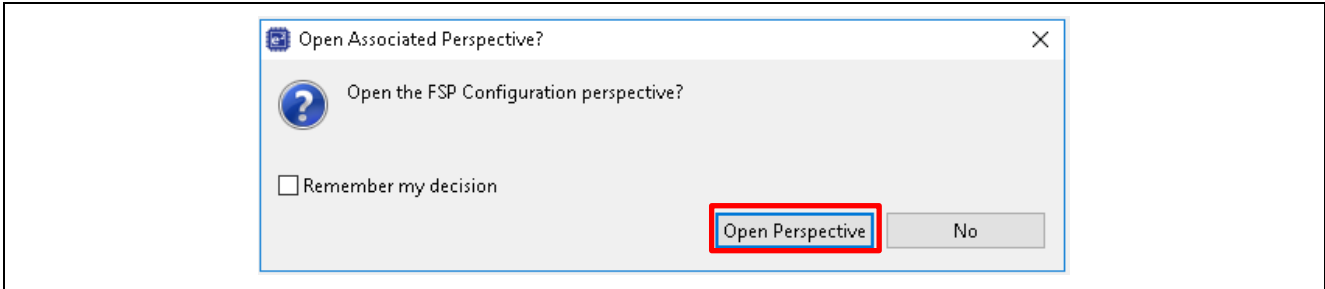 Open Associated Perspective?
Open the FSP Configuration perspective?
Remember my decision
Open Perspective No